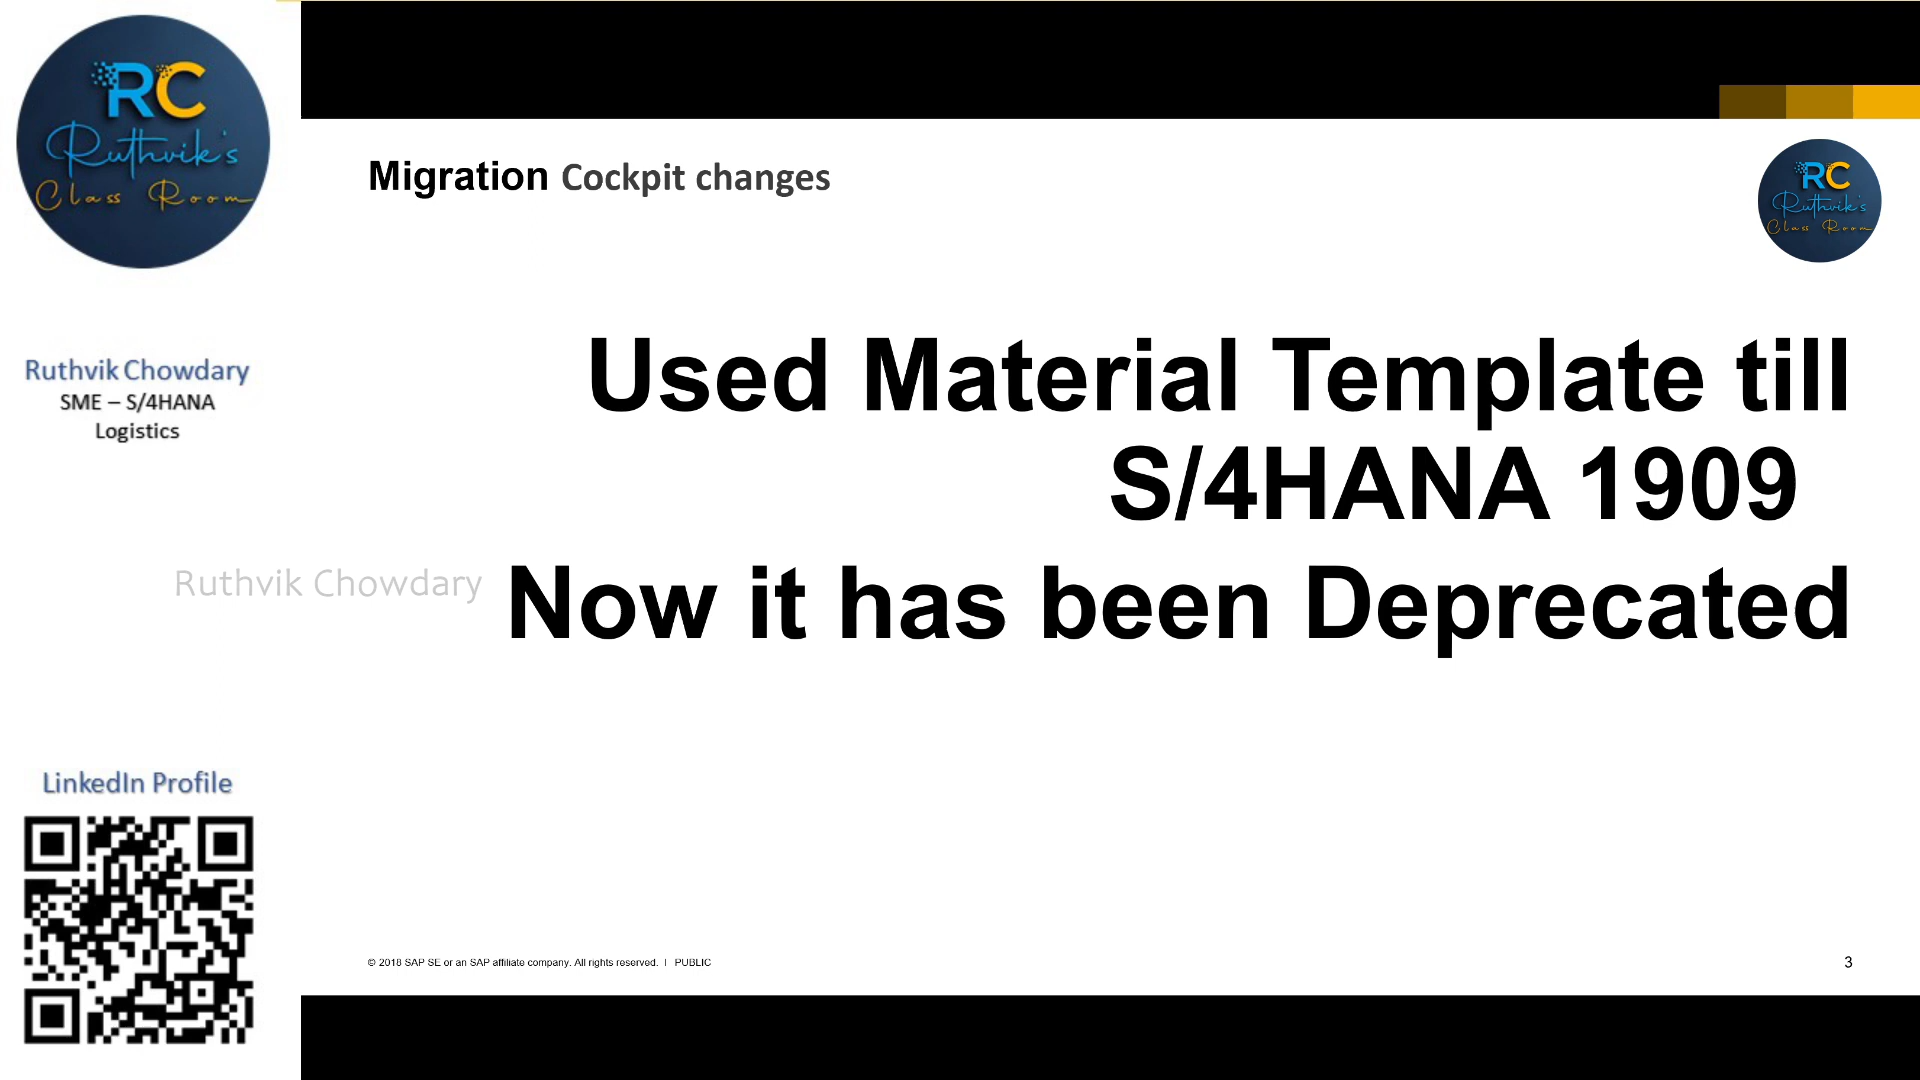 RC
Ruthvik's
Class Room
Migration Cockpit changes
RC
Ruthvik's
Class Room
Ruthvik Chowdary
SME – S/4HANA
Logistics
Used Material Template till
S/4HANA 1909
Ruthvik Chowdary
Now it has been Deprecated
LinkedIn Profile
© 2018 SAP SE or an SAP affiliate company. All rights reserved. | PUBLIC
3